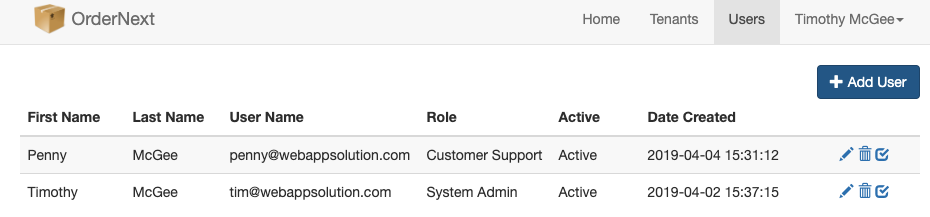 OrderNext Home Tenants Users Timothy McGee
Add User
First Name Last Name User Name Role Active Date Created
Penny McGee penny@webappsolution.com Customer Support Active 2019-04-04 15:31:12
Timothy McGee tim@webappsolution.com System Admin Active 2019-04-02 15:37:15